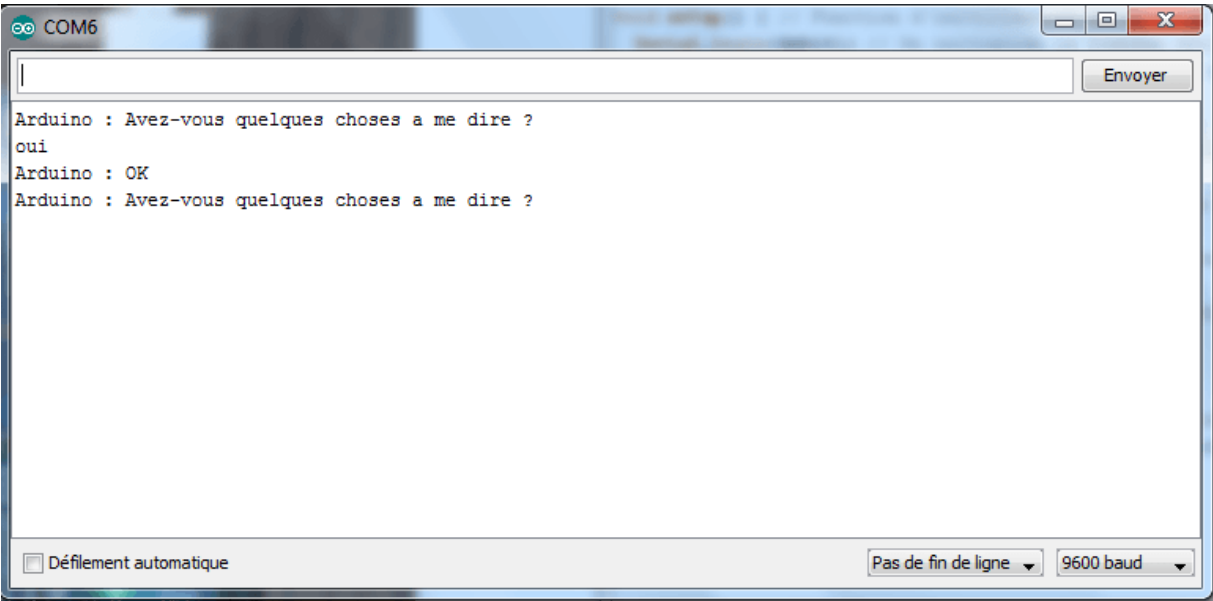 COM6
Envoyer
Arduino : Avez-vous quelques choses a me dire ?
oui
Arduino : OK
Arduino : Avez-vous quelques choses a me dire ?
Défilement automatique
Pas de fin de ligne
9600 baud